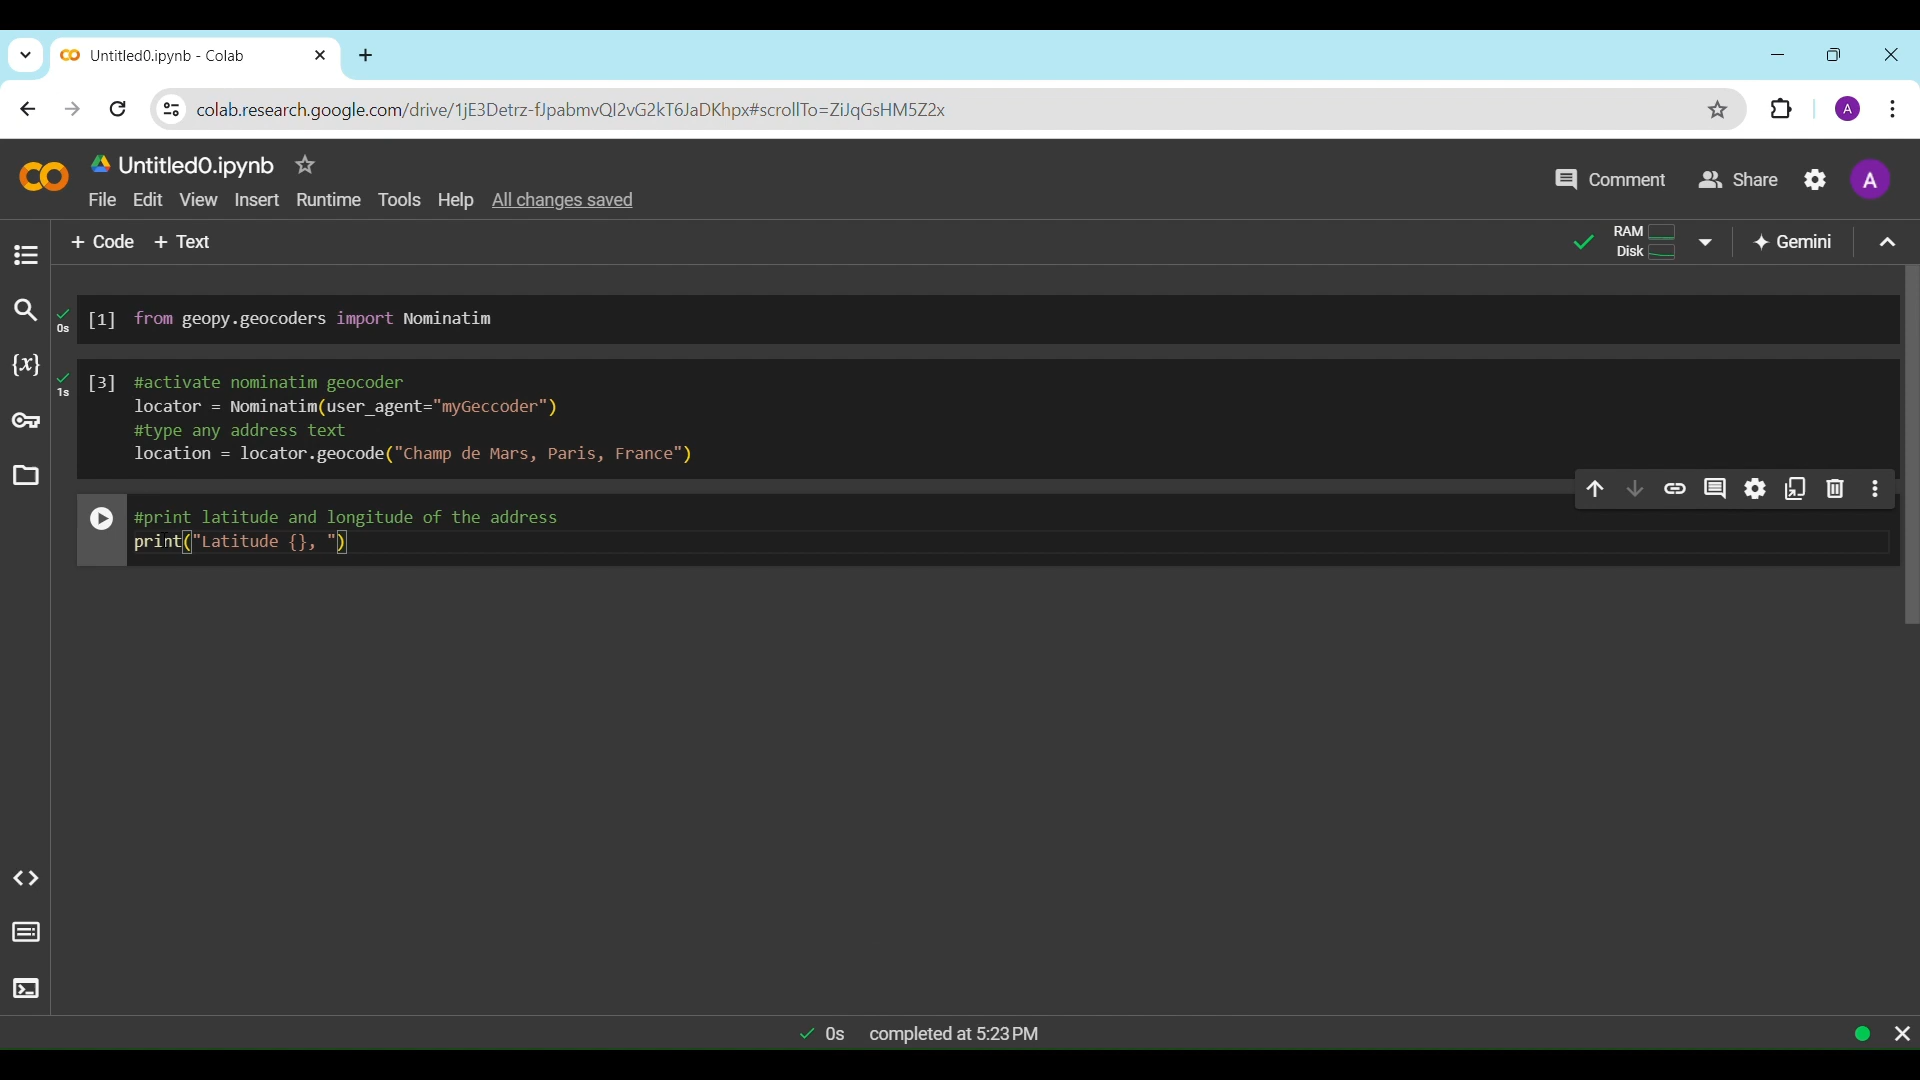 Untitled0.ipynb - Colab
colab.research.google.com/drive/1jE3Detrz-fJpabmvQI2vG2kT6JaDKhpx#scrollTo=ZiJqGsHM5Z2x
A
Untitled0.ipynb
File Edit View Insert Runtime Tools Help All changes saved
Comment Share A
+ Code + Text
RAM
Disk
Gemini
0s [1] from geopy.geocoders import Nominatim
1s [3] #activate nominatim geocoder
locator = Nominatim(user_agent="myGeccoder")
#type any address text
location = locator.geocode("Champ de Mars, Paris, France")
#print latitude and longitude of the address
print("Latitude {}, ")
{x}
0s completed at 5:23 PM